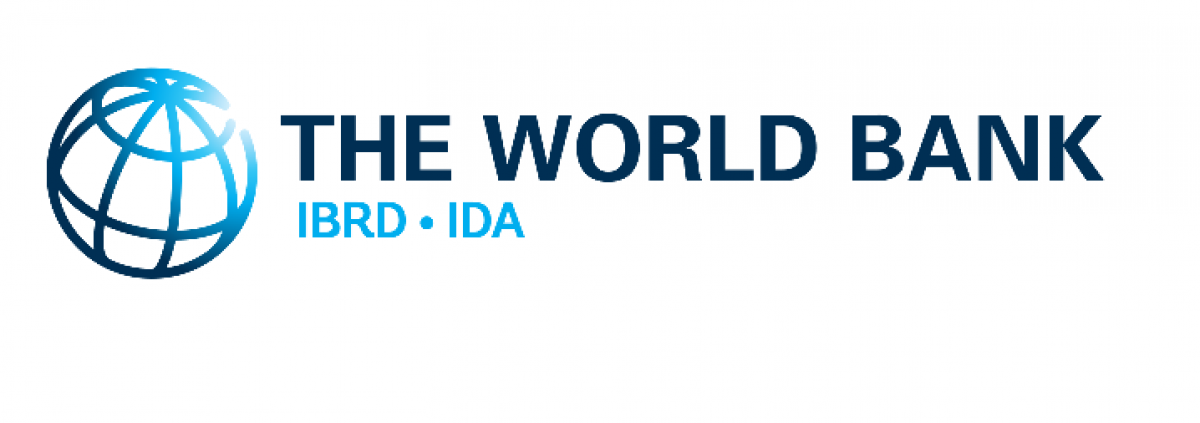 THE WORLD BANK
IBRD • IDA